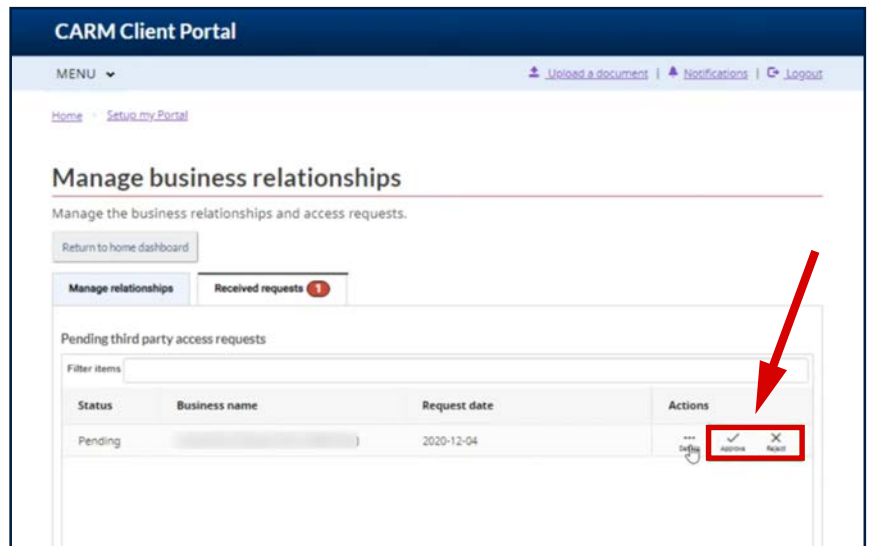 CARM Client Portal
MENU
Upload a document | Notifications | Logout
Home Setup my Portal
Manage business relationships
Manage the business relationships and access requests.
Return to home dashboard
Manage relationships Received requests 1
Pending third party access requests
Filter items
Status Business name Request date Actions
Pending ) 2020-12-04
Approve Reject